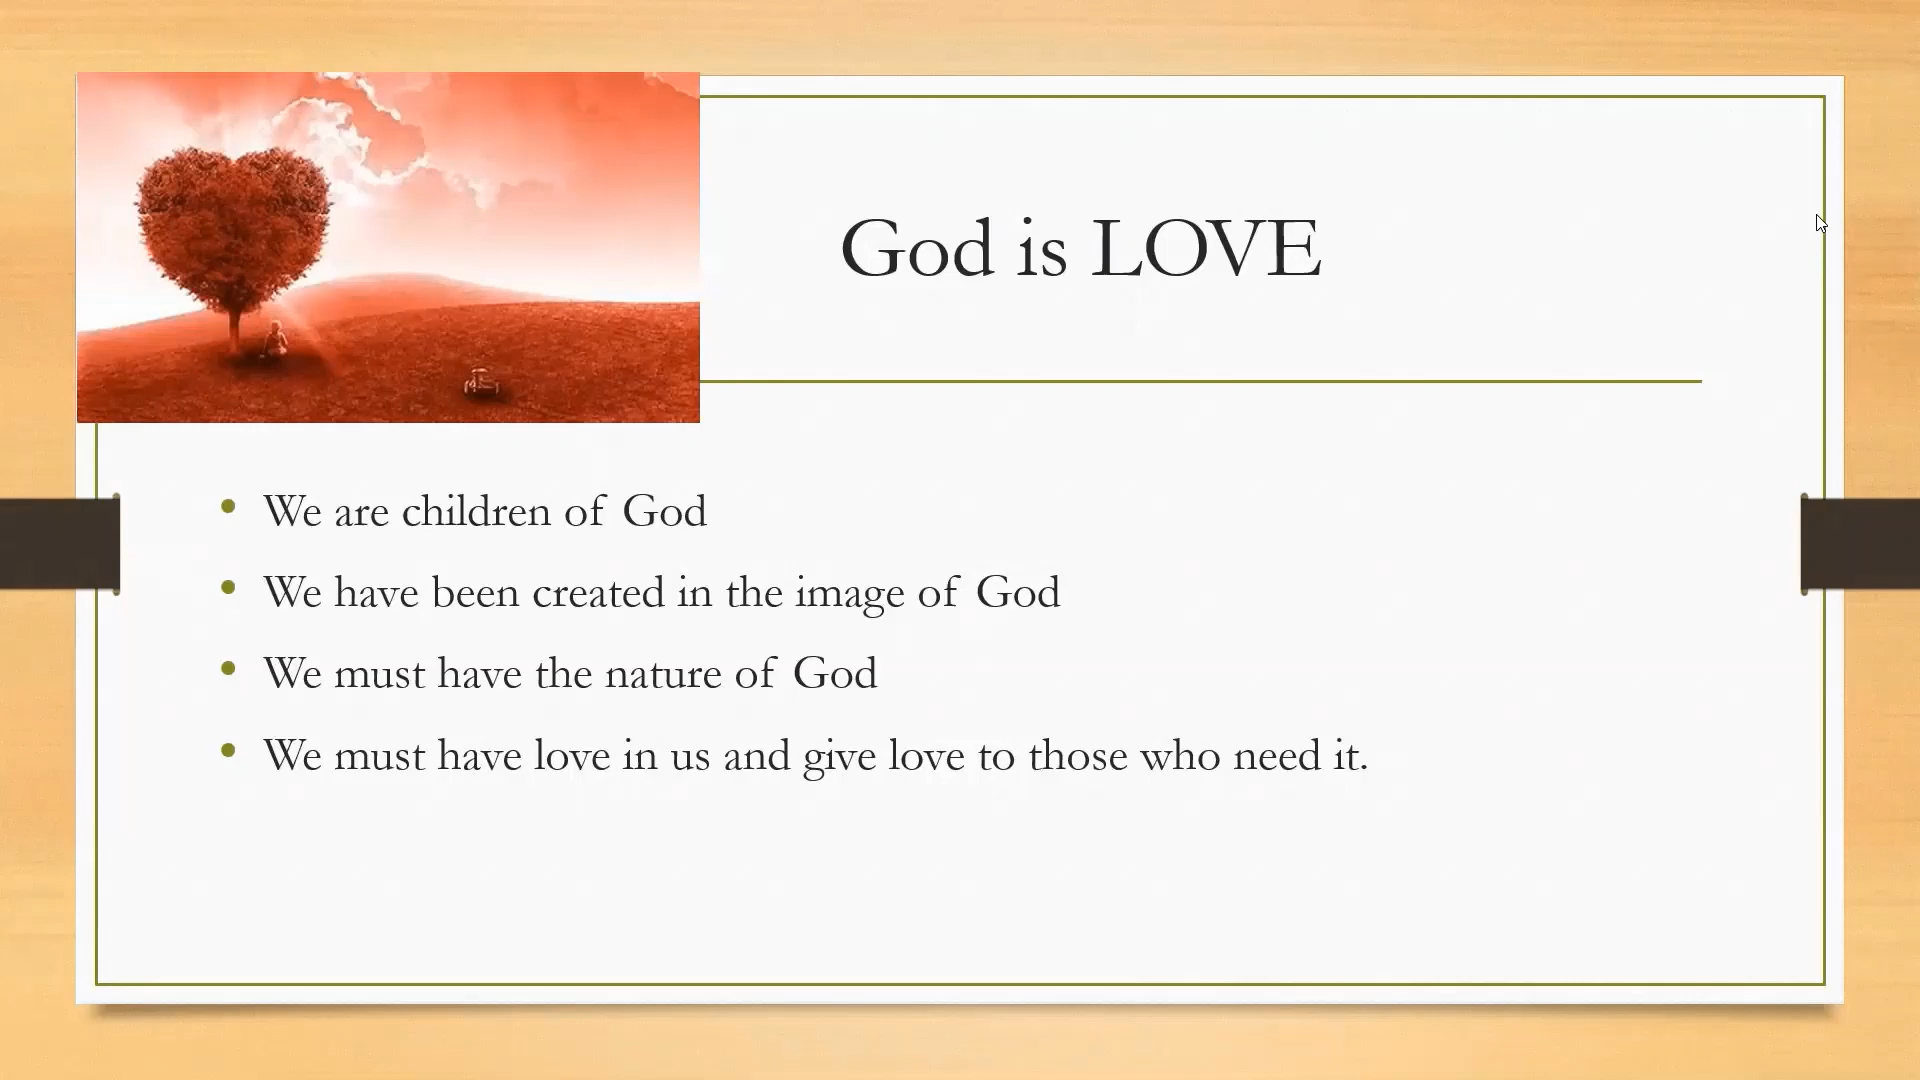 God is LOVE
We are children of God
We have been created in the image of God
We must have the nature of God
We must have love in us and give love to those who need it.